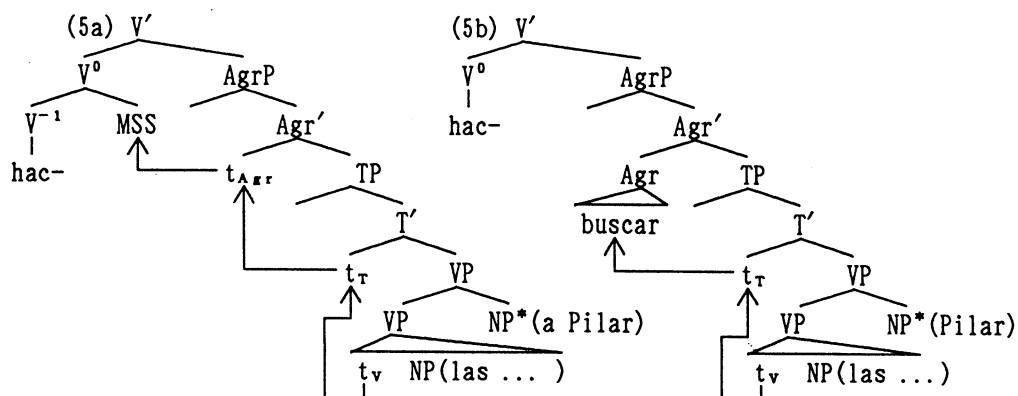 (5a) V′ (5b) V′
V⁰ AgrP V⁰ AgrP
V⁻¹ MSS Agr′ hac- Agr′
hac- t_Agr TP Agr TP
T′ buscar T′
t_T VP t_T VP
VP NP*(a Pilar) VP NP*(Pilar)
t_V NP(las ... ) t_V NP(las ...)